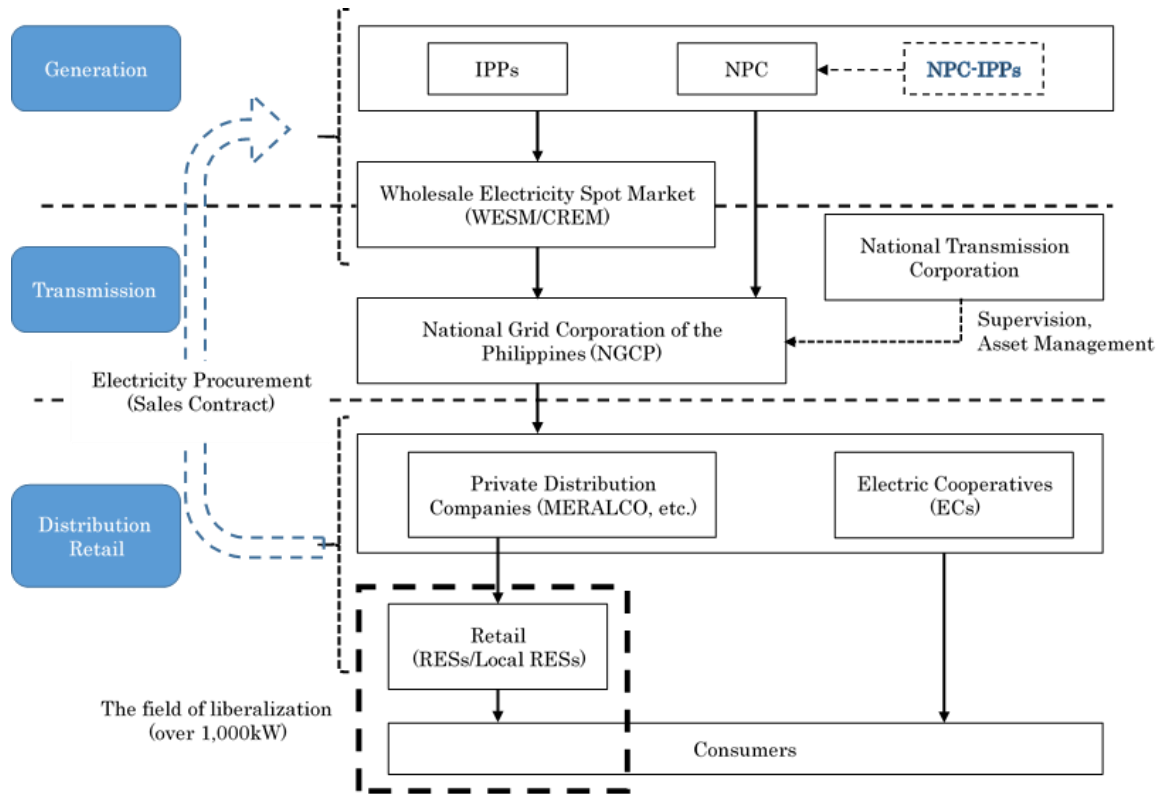 Generation
IPPs
NPC
NPC-IPPs
Wholesale Electricity Spot Market
(WESM/CREM)
National Transmission
Corporation
Transmission
National Grid Corporation of the
Philippines (NGCP)
Supervision,
Asset Management
Electricity Procurement
(Sales Contract)
Private Distribution
Companies (MERALCO, etc.)
Electric Cooperatives
(ECs)
Distribution
Retail
Retail
(RESs/Local RESs)
The field of liberalization
(over 1,000kW)
Consumers